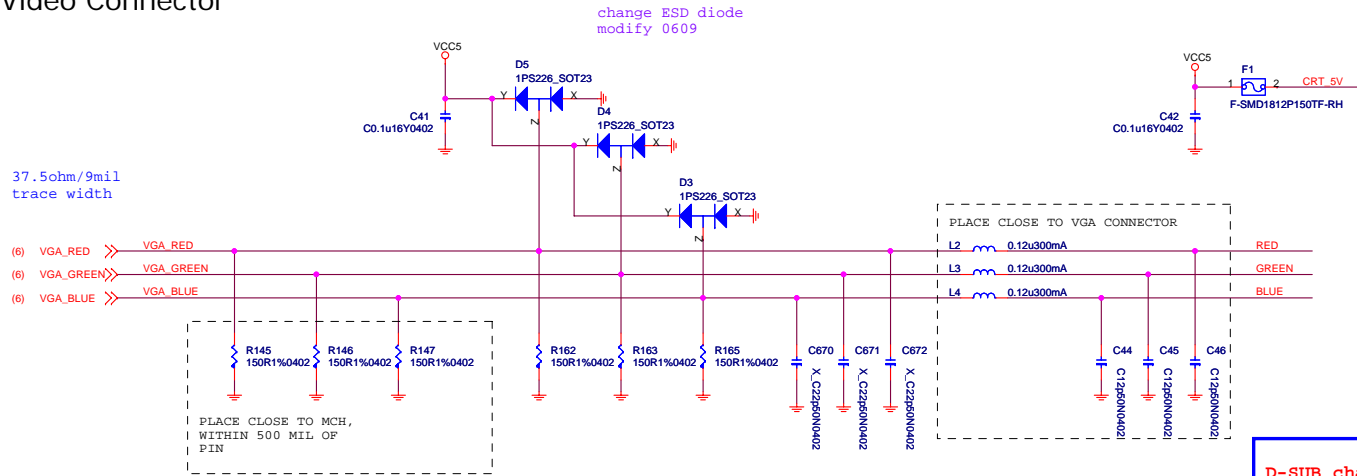 Video Connector
change ESD diode
modify 0609
VCC5
D5
1PS226_SOT23
Y
X
Z
C41
C0.1u16Y0402
D4
1PS226_SOT23
Y
X
Z
D3
1PS226_SOT23
Y
X
Z
VCC5
F1
1
2
CRT_5V
F-SMD1812P150TF-RH
C42
C0.1u16Y0402
37.5ohm/9mil
trace width
PLACE CLOSE TO VGA CONNECTOR
(6) VGA_RED
VGA_RED
L2
0.12u300mA
RED
(6) VGA_GREEN
VGA_GREEN
L3
0.12u300mA
GREEN
(6) VGA_BLUE
VGA_BLUE
L4
0.12u300mA
BLUE
R145
150R1%0402
R146
150R1%0402
R147
150R1%0402
R162
150R1%0402
R163
150R1%0402
R165
150R1%0402
C670
X_C22p50N0402
C671
X_C22p50N0402
C672
X_C22p50N0402
C44
C12p50N0402
C45
C12p50N0402
C46
C12p50N0402
PLACE CLOSE TO MCH,
WITHIN 500 MIL OF
PIN
D-SUB cha